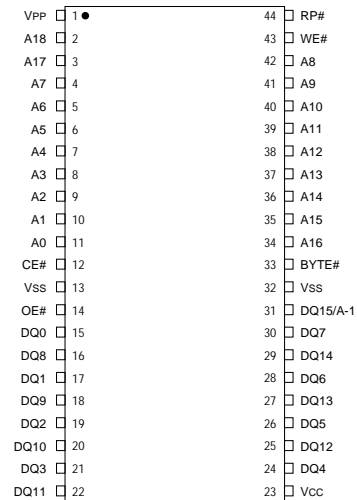 VPP 1 44 RP#
A18 2 43 WE#
A17 3 42 A8
A7 4 41 A9
A6 5 40 A10
A5 6 39 A11
A4 7 38 A12
A3 8 37 A13
A2 9 36 A14
A1 10 35 A15
A0 11 34 A16
CE# 12 33 BYTE#
VSS 13 32 VSS
OE# 14 31 DQ15/A-1
DQ0 15 30 DQ7
DQ8 16 29 DQ14
DQ1 17 28 DQ6
DQ9 18 27 DQ13
DQ2 19 26 DQ5
DQ10 20 25 DQ12
DQ3 21 24 DQ4
DQ11 22 23 VCC